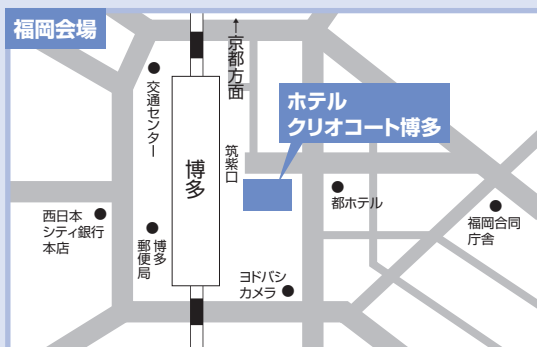 福岡会場
↑京都方面
交通センター
ホテル
クリオコート博多
筑紫口
博多
都ホテル
西日本
シティ銀行
本店
博多
郵便局
福岡合同
庁舎
ヨドバシ
カメラ